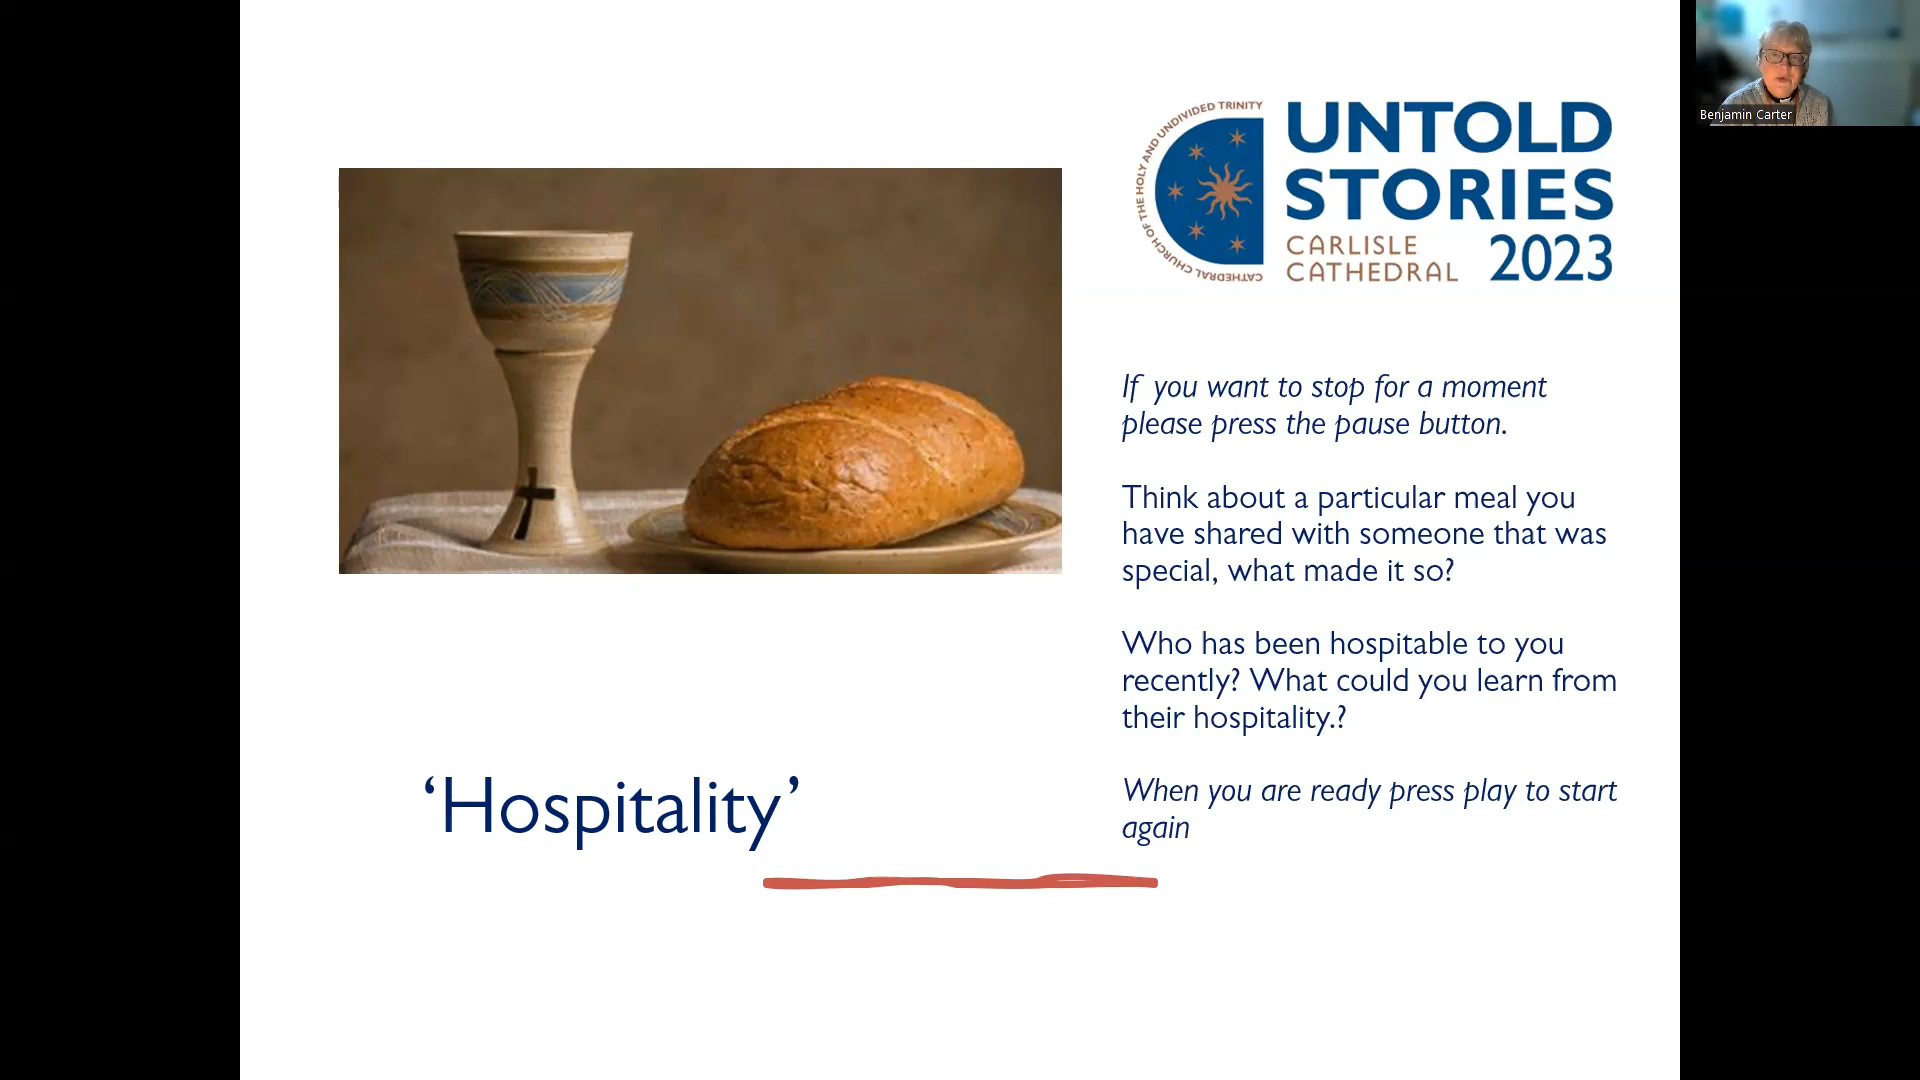 CATHEDRAL CHURCH OF THE HOLY AND UNDIVIDED TRINITY
UNTOLD
STORIES
CARLISLE
CATHEDRAL
2023
Benjamin Carter
If you want to stop for a moment
please press the pause button.
Think about a particular meal you
have shared with someone that was
special, what made it so?
Who has been hospitable to you
recently? What could you learn from
their hospitality.?
When you are ready press play to start
again
‘Hospitality’